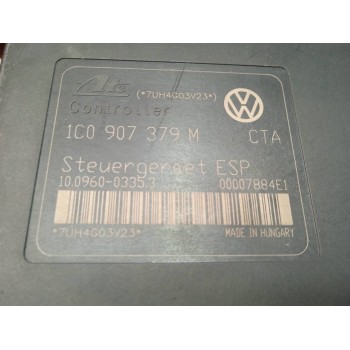 Ate (*7UH4G03V23*)
Controller
1C0 907 379 M CTA
Steuergeraet ESP
10.0960-0335.3 00007884E1
*7UH4G03V23* MADE IN HUNGARY